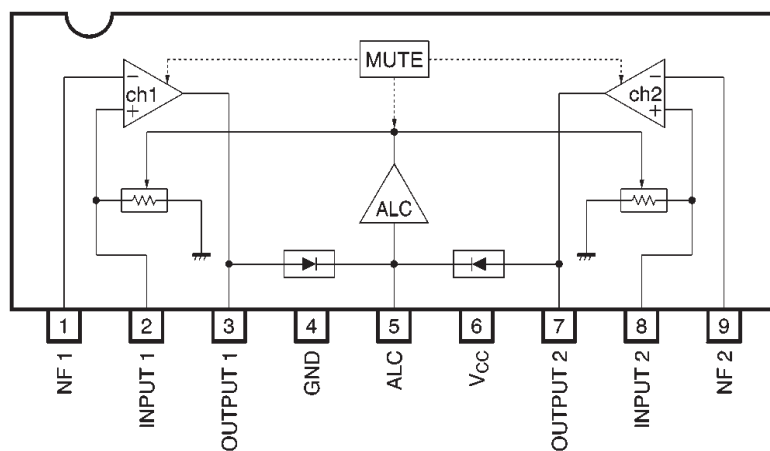 MUTE
ch1
ch2
− −
+ +
ALC
1 2 3 4 5 6 7 8 9
NF 1
INPUT 1
OUTPUT 1
GND
ALC
VCC
OUTPUT 2
INPUT 2
NF 2